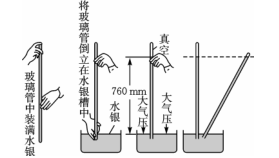 玻璃管中装满水银
将玻璃管倒立在水银槽中
760 mm
水银
大气压
真空
大气压